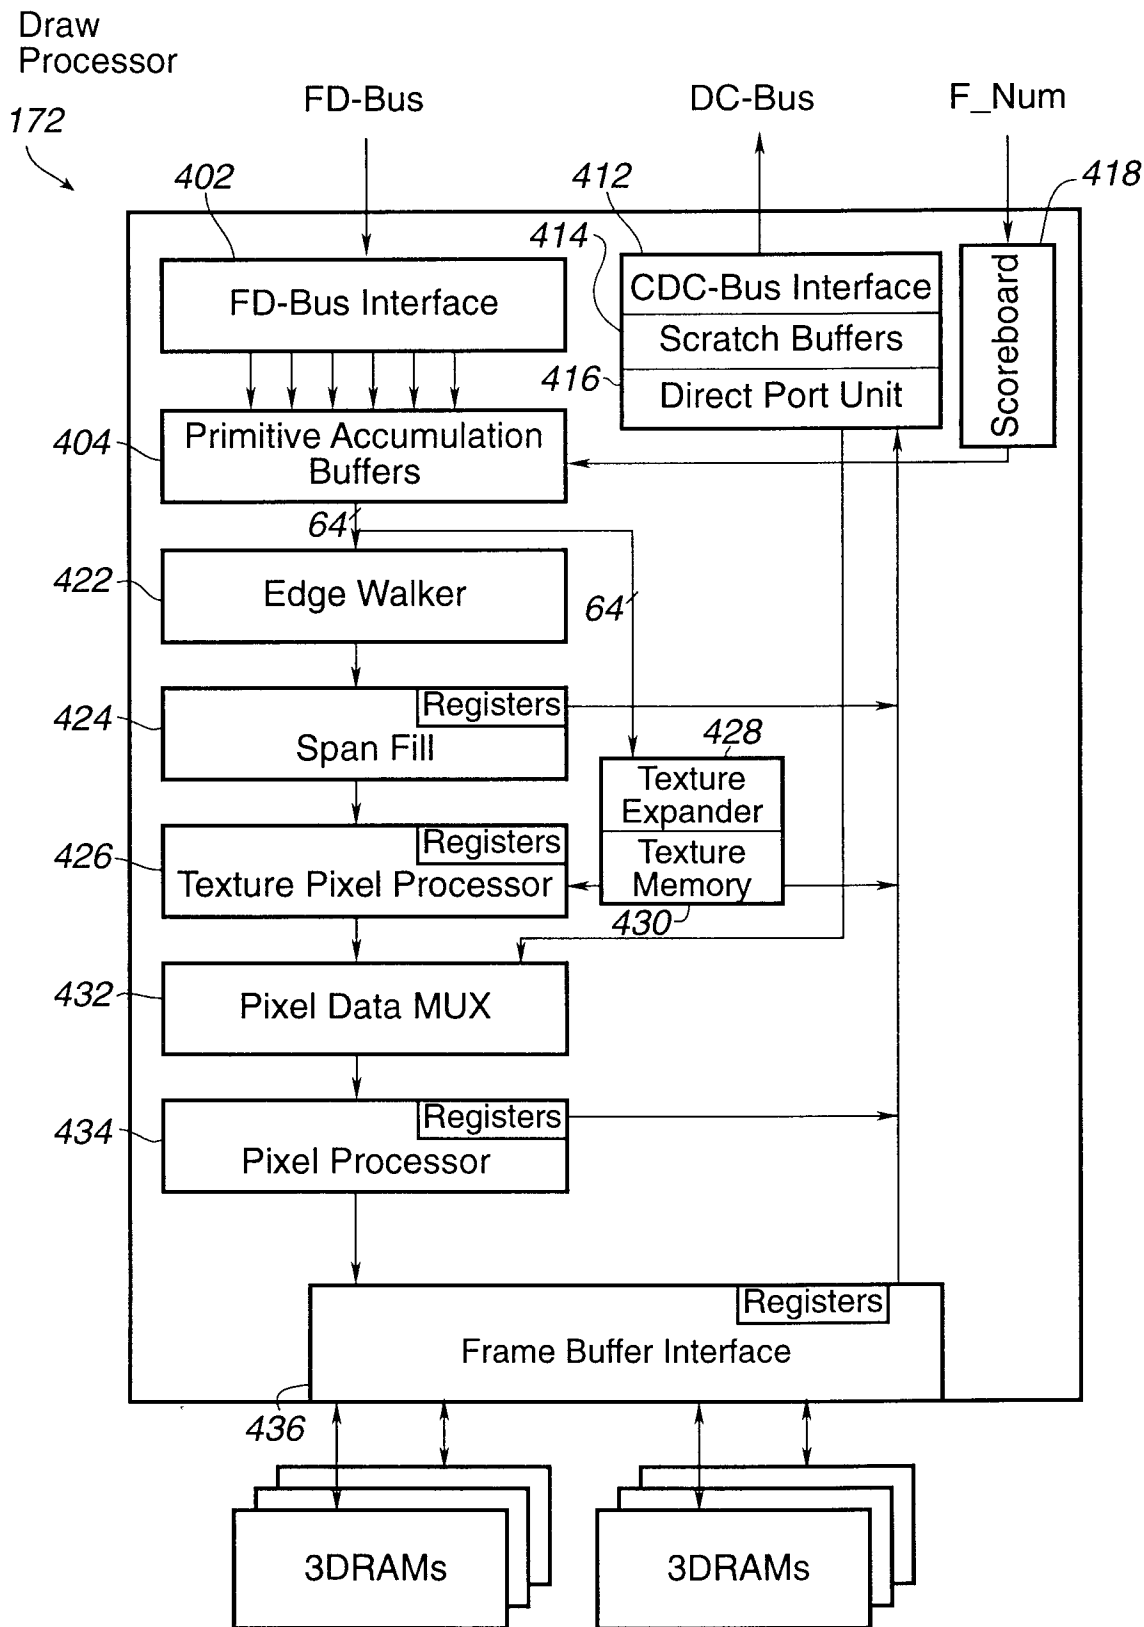 Draw
Processor
172
FD-Bus
DC-Bus
F_Num
402
412
418
414
FD-Bus Interface
CDC-Bus Interface
Scratch Buffers
416
Direct Port Unit
Scoreboard
404
Primitive Accumulation
Buffers
64
422
Edge Walker
64
424
Registers
Span Fill
428
Texture
Expander
426
Registers
Texture Pixel Processor
Texture
Memory
430
432
Pixel Data MUX
434
Registers
Pixel Processor
Registers
Frame Buffer Interface
436
3DRAMs
3DRAMs